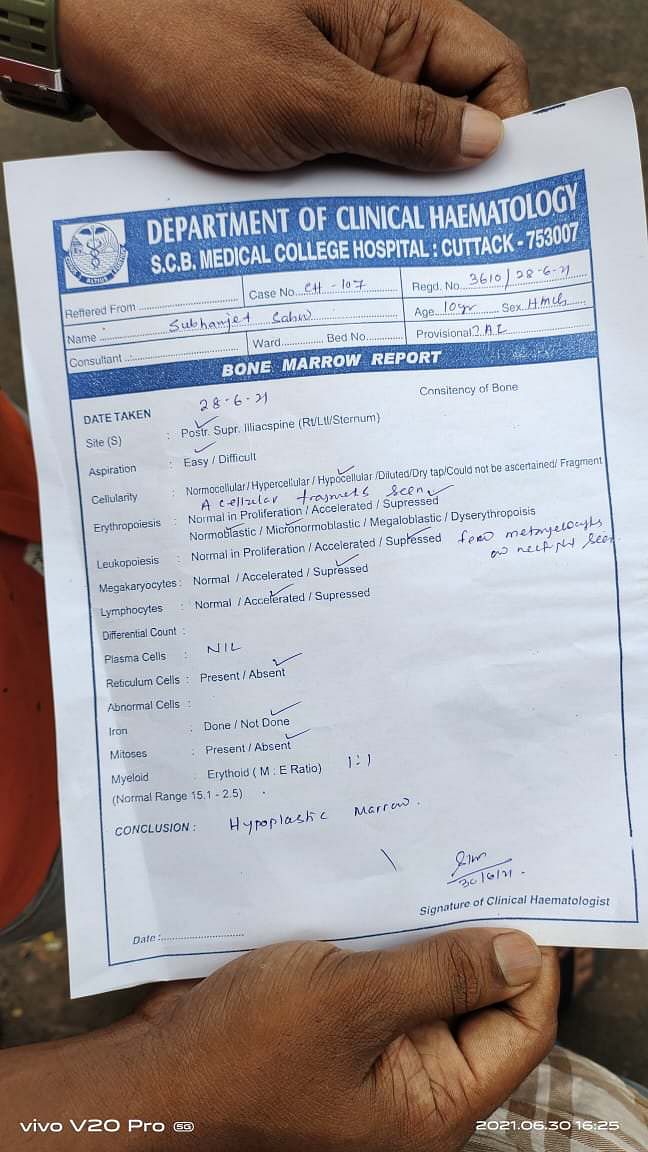 DEPARTMENT OF CLINICAL HAEMATOLOGY
S.C.B. MEDICAL COLLEGE HOSPITAL : CUTTACK - 753007
Reffered From
Case No. CH - 107
Regd. No. 3610 / 28-6-21
Name Subhanjet Sahu
Age 10yr Sex
Consultant
Ward Bed No.
Provisional
BONE MARROW REPORT
DATE TAKEN 28-6-21
Consitency of Bone
Site (S) : Postr. Supr. Illiacspine (Rt/Ltl/Sternum)
Aspiration : Easy / Difficult
Cellularity : Normocellular / Hypercellular / Hypocellular /Diluted/Dry tap/Could not be ascertained/ Fragment
A cellular fragments seen
Erythropoiesis : Normal in Proliferation / Accelerated / Supressed
Normoblastic / Micronormoblastic / Megaloblastic / Dyserythropoisis
Leukopoiesis : Normal in Proliferation / Accelerated / Supressed few metamyelocytes
seen
Megakaryocytes : Normal / Accelerated / Supressed
Lymphocytes : Normal / Accelerated / Supressed
Differential Count :
Plasma Cells : NIL
Reticulum Cells : Present / Absent
Abnormal Cells :
Iron : Done / Not Done
Mitoses : Present / Absent
Myeloid : Erythoid ( M : E Ratio) 1:1
(Normal Range 15.1 - 2.5)
CONCLUSION : Hypoplastic Marrow.
30/6/21
Signature of Clinical Haematologist
Date :
vivo V20 Pro 5G
2021.06.30 16:25